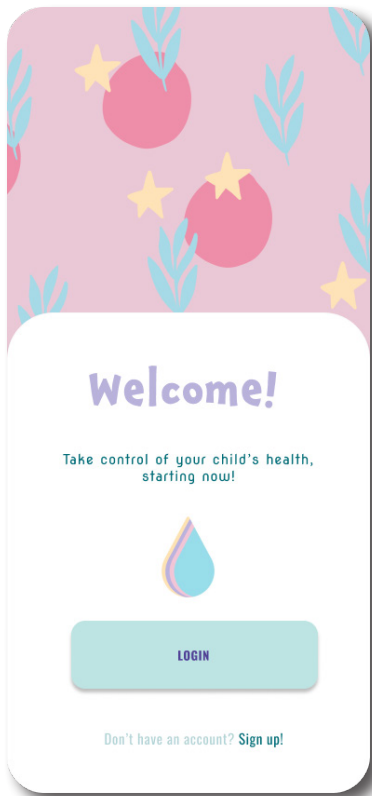 Welcome!
Take control of your child's health,
starting now!
LOGIN
Don't have an account? Sign up!